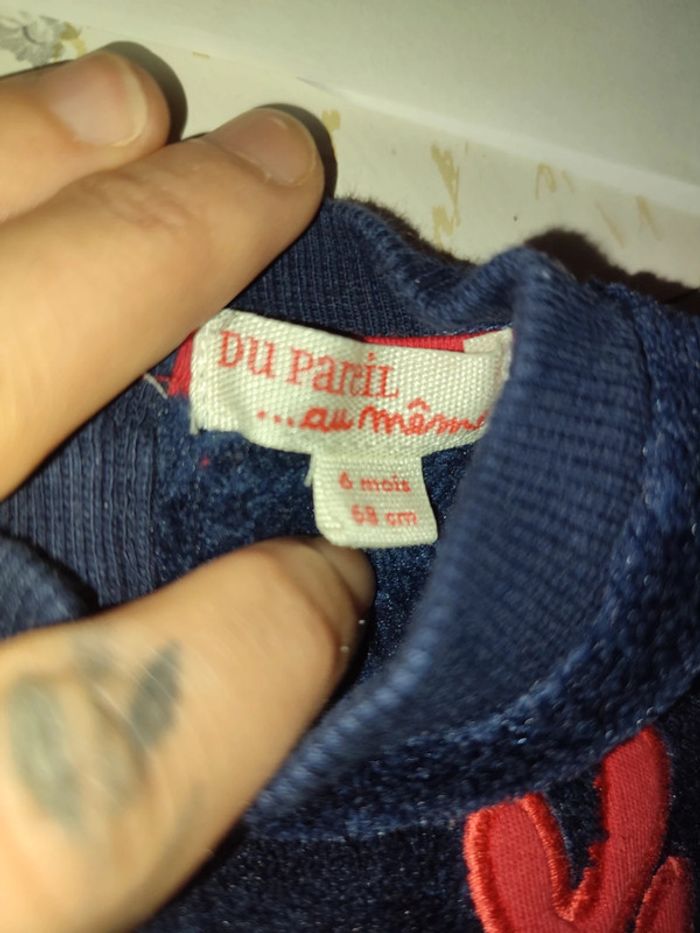 DU PAREIL
...au même
6 mois
68 cm